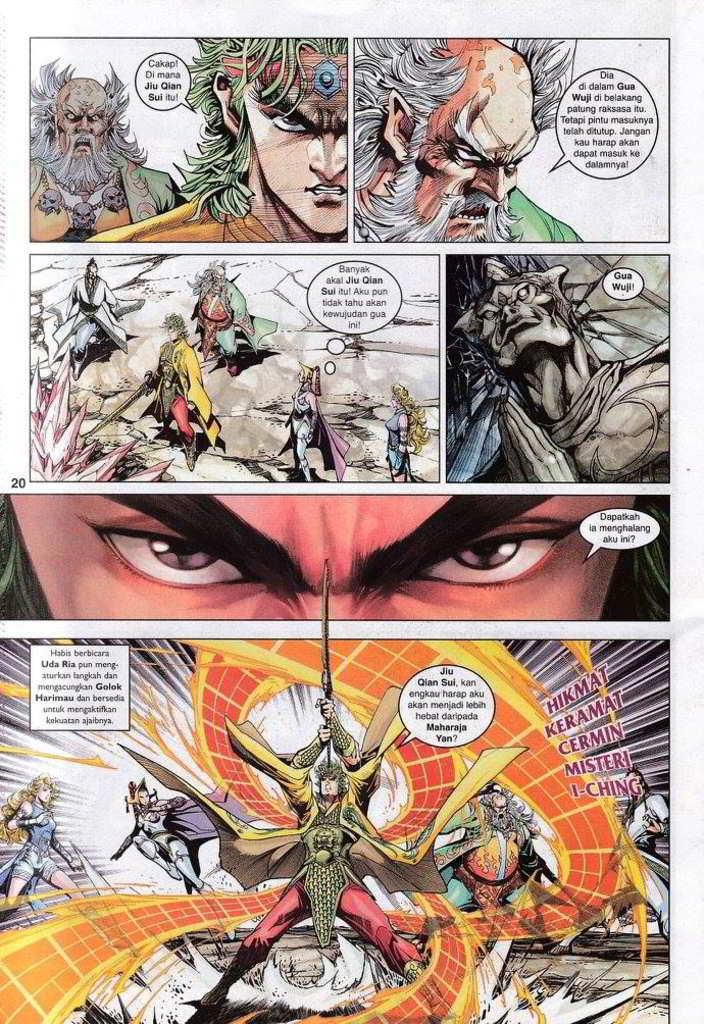 Cakap!
Di mana
Jiu Qian
Sui itu!
Dia
di dalam Gua
Wuji di belakang
patung raksasa itu.
Tetapi pintu masuknya
telah ditutup. Jangan
kau harap akan
dapat masuk ke
dalamnya!
Banyak
akal Jiu Qian
Sui itu! Aku pun
tidak tahu akan
kewujudan gua
ini!
Gua
Wuji!
20
Dapatkah
ia menghalang
aku ini?
Habis berbicara
Uda Ria pun meng-
aturkan langkah dan
mengacungkan Golok
Harimau dan bersedia
untuk mengaktifkan
kekuatan ajaibnya.
Jiu
Qian Sui, kan
engkau harap aku
akan menjadi lebih
hebat daripada
Maharaja
Yan?
HIKMAT
KERAMAT
CERMIN
MISTERI
I-CHING